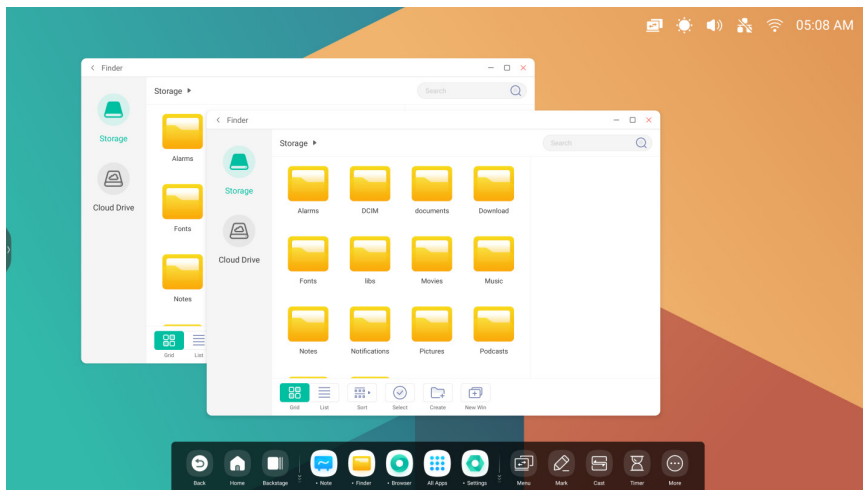 05:08 AM
Finder
Storage
Search
Storage
Cloud Drive
Alarms
Fonts
Notes
Grid List
Finder
Storage
Search
Storage
Cloud Drive
Alarms DCIM documents Download
Fonts libs Movies Music
Notes Notifications Pictures Podcasts
Grid List Sort Select Create New Win
Back Home Backstage • Note • Finder • Browser All Apps • Settings Menu Mark Cast Timer More